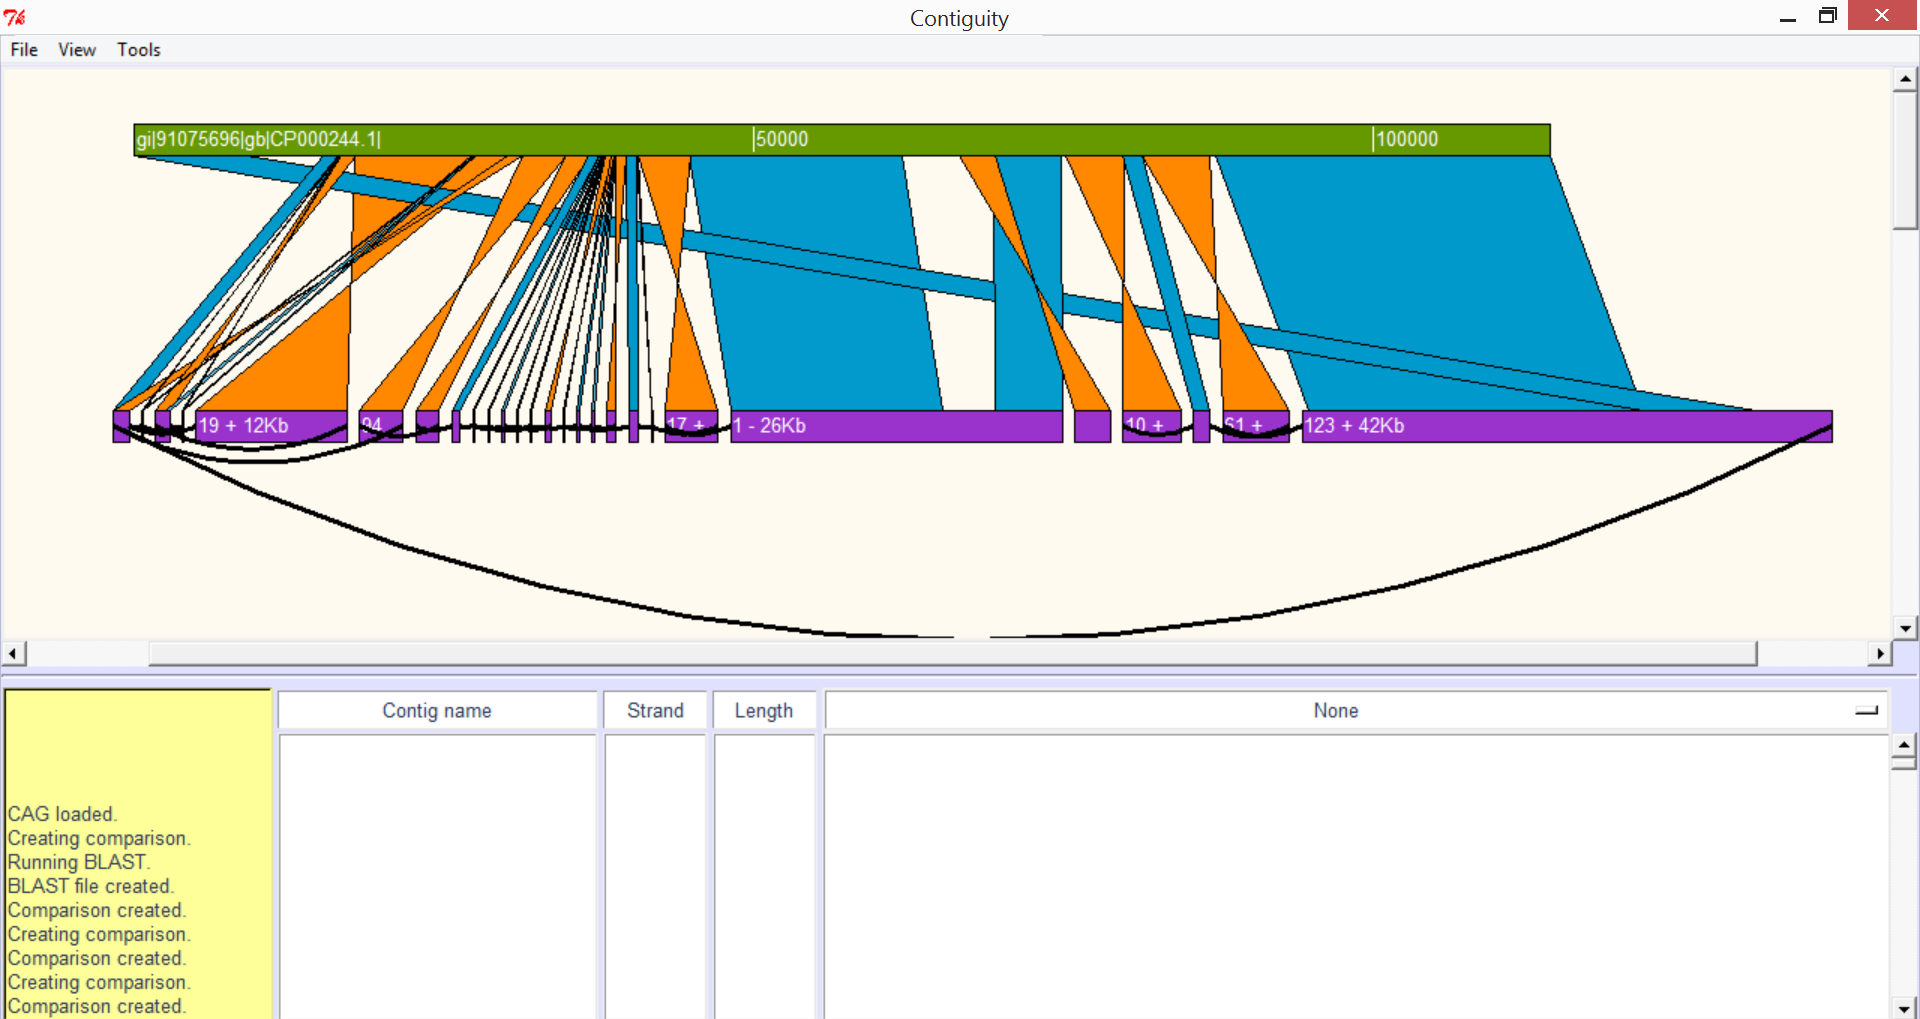 Contiguity
File View Tools
gi|91075696|gb|CP000244.1| |50000 |100000
19 + 12Kb 94 17 + 1 - 26Kb 10 + 61 + 123 + 42Kb
Contig name Strand Length None
CAG loaded.
Creating comparison.
Running BLAST.
BLAST file created.
Comparison created.
Creating comparison.
Comparison created.
Creating comparison.
Comparison created.